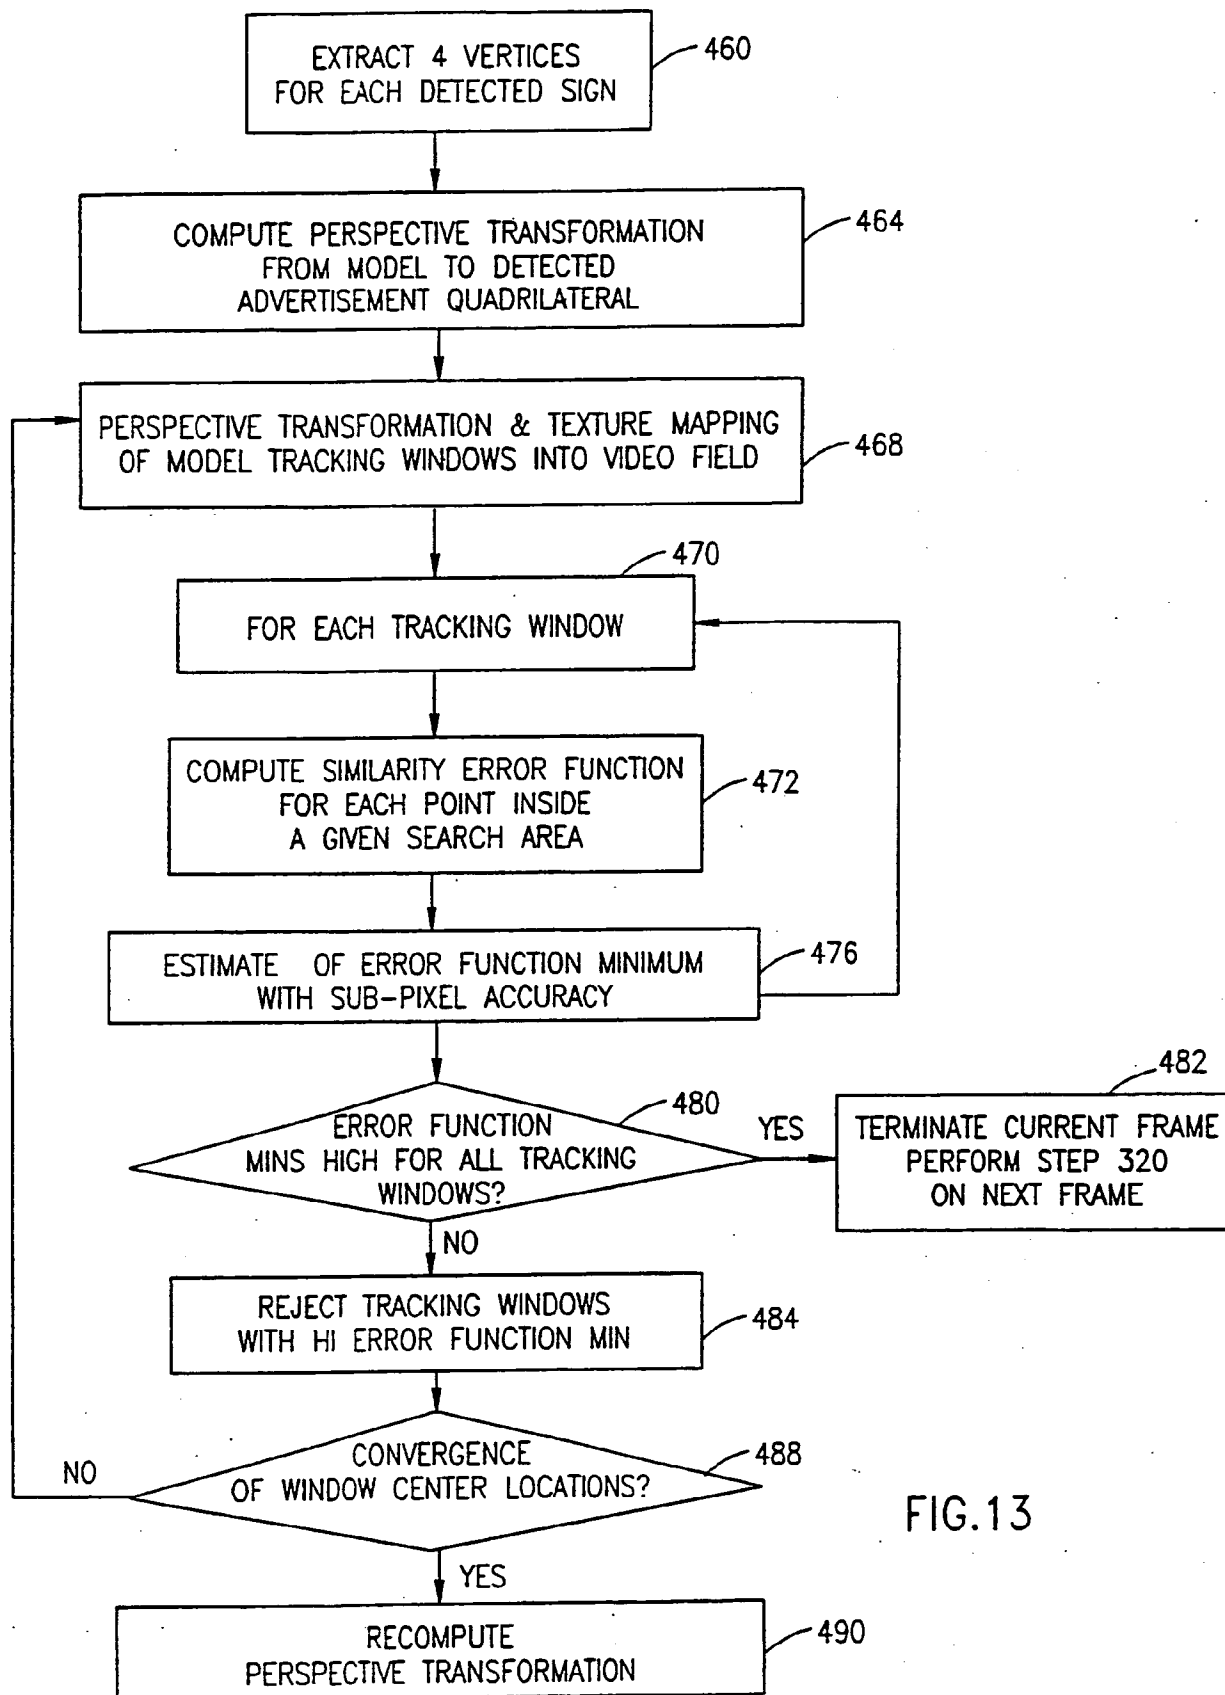 EXTRACT 4 VERTICES
FOR EACH DETECTED SIGN
460
COMPUTE PERSPECTIVE TRANSFORMATION
FROM MODEL TO DETECTED
ADVERTISEMENT QUADRILATERAL
464
PERSPECTIVE TRANSFORMATION & TEXTURE MAPPING
OF MODEL TRACKING WINDOWS INTO VIDEO FIELD
468
470
FOR EACH TRACKING WINDOW
COMPUTE SIMILARITY ERROR FUNCTION
FOR EACH POINT INSIDE
A GIVEN SEARCH AREA
472
ESTIMATE OF ERROR FUNCTION MINIMUM
WITH SUB-PIXEL ACCURACY
476
ERROR FUNCTION
MINS HIGH FOR ALL TRACKING
WINDOWS?
480
YES
482
TERMINATE CURRENT FRAME
PERFORM STEP 320
ON NEXT FRAME
NO
REJECT TRACKING WINDOWS
WITH HI ERROR FUNCTION MIN
484
CONVERGENCE
OF WINDOW CENTER LOCATIONS?
488
NO
YES
RECOMPUTE
PERSPECTIVE TRANSFORMATION
490
FIG.13